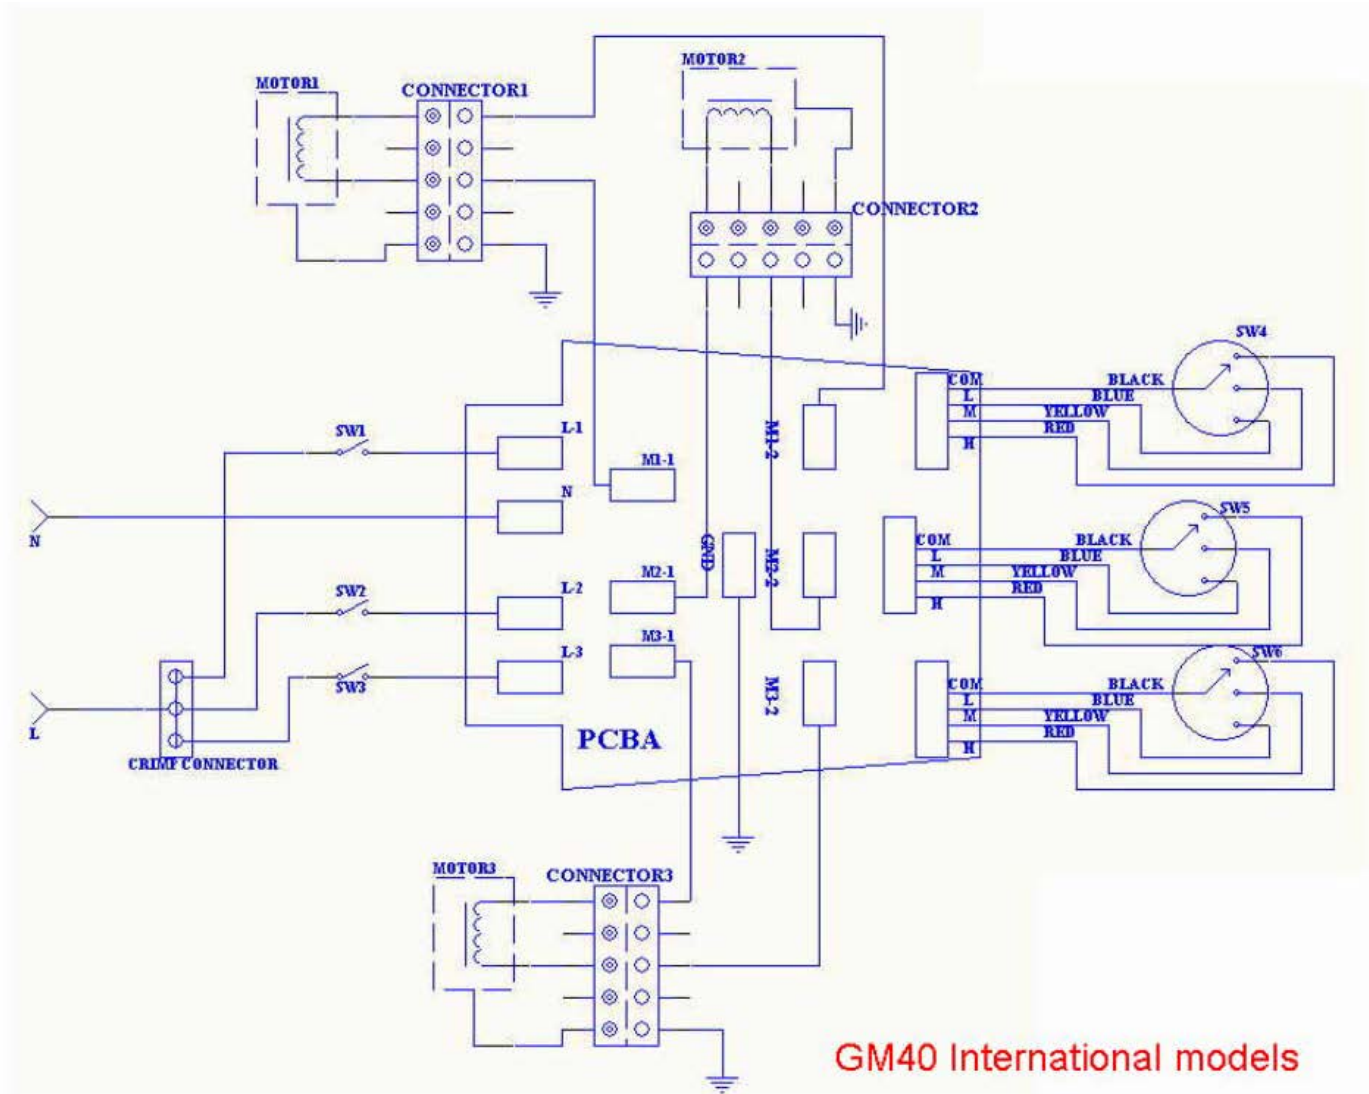 MOTOR1
CONNECTOR1
MOTOR2
CONNECTOR2
SW4
COM
BLACK
L
BLUE
M
YELLOW
RED
H
SW1
L-1
M1-1
M1-2
N
N
SW5
COM
BLACK
L
BLUE
M
YELLOW
RED
H
GND
M2-2
SW2
L-2
M2-1
SW3
L-3
M3-1
M3-2
SW6
COM
BLACK
L
BLUE
M
YELLOW
RED
H
L
CRIMP CONNECTOR
PCBA
MOTOR3
CONNECTOR3
GM40 International models